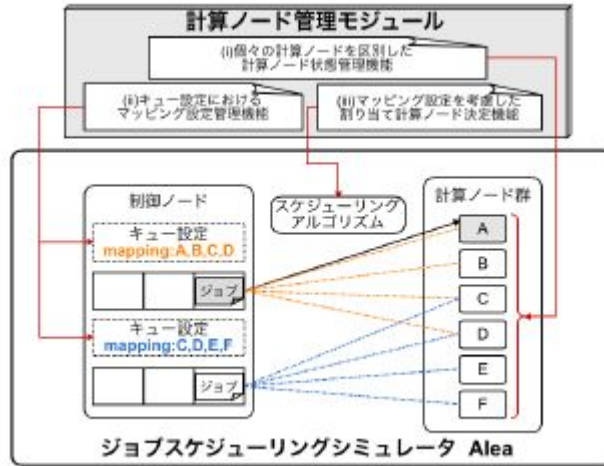 計算ノード管理モジュール
(i)個々の計算ノードを区別した
計算ノード状態管理機能
(ii)キュー設定における
マッピング設定管理機能
(iii)マッピング設定を考慮した
割り当て計算ノード決定機能
制御ノード
キュー設定
mapping:A,B,C,D
ジョブ
キュー設定
mapping:C,D,E,F
ジョブ
スケジューリング
アルゴリズム
計算ノード群
A
B
C
D
E
F
ジョブスケジューリングシミュレータ Alea